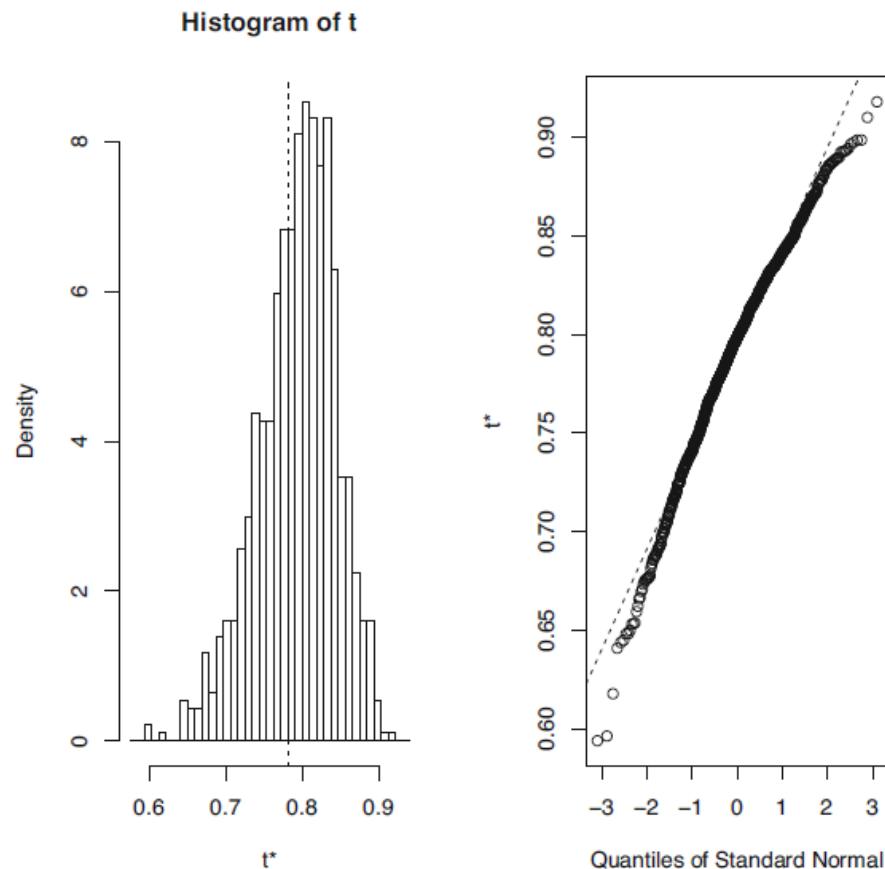 Histogram of t
Density
8
6
4
2
0
0.6 0.7 0.8 0.9
t*
t*
0.90
0.85
0.80
0.75
0.70
0.65
0.60
−3 −2 −1 0 1 2 3
Quantiles of Standard Normal